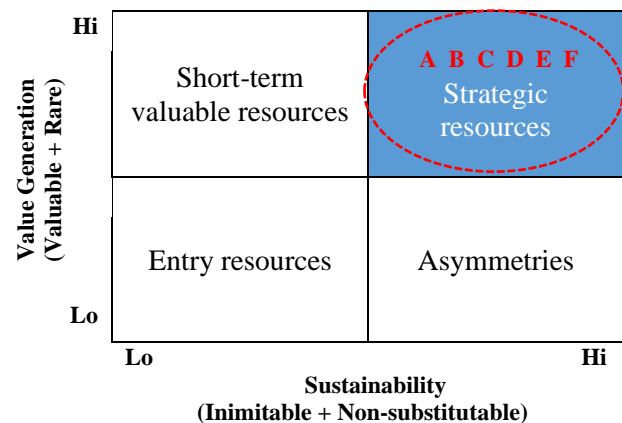 Hi
A B C D E F
Short-term
valuable resources
Strategic
resources
Value Generation
(Valuable + Rare)
Entry resources
Asymmetries
Lo
Lo
Hi
Sustainability
(Inimitable + Non-substitutable)